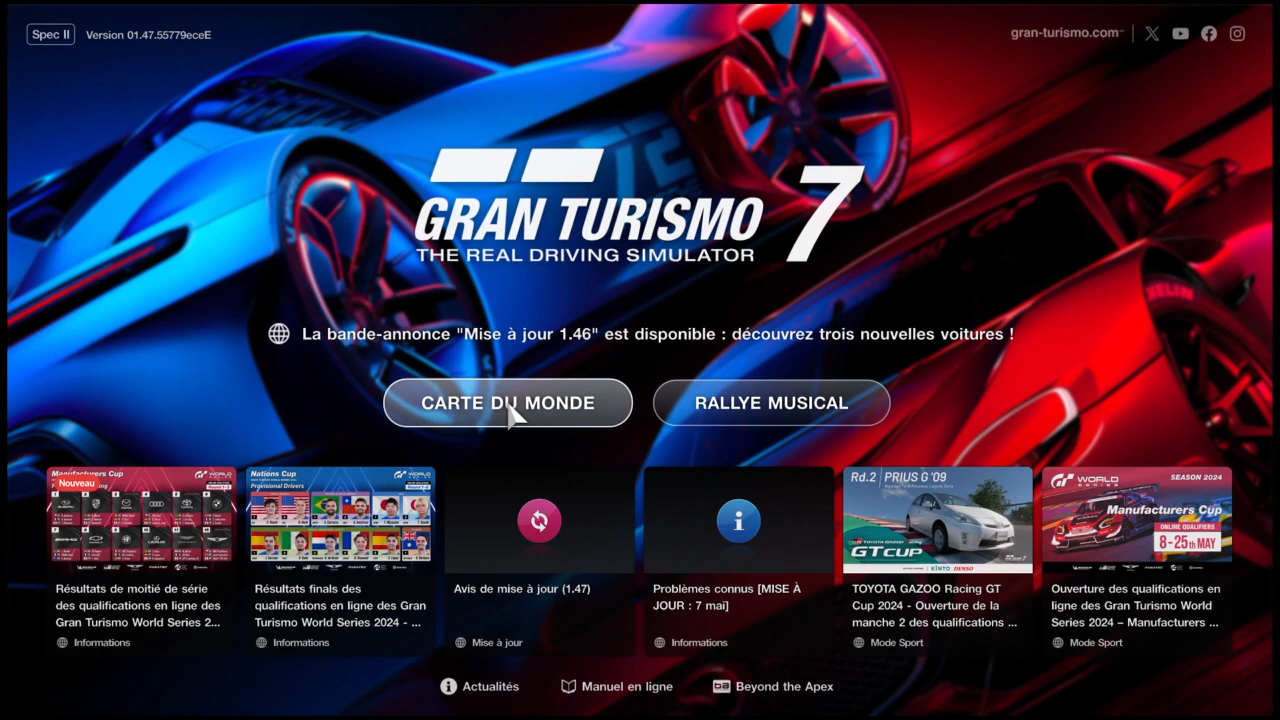 Spec II Version 01.47.55779eceE
gran-turismo.com
GRAN TURISMO 7
THE REAL DRIVING SIMULATOR
La bande-annonce "Mise à jour 1.46" est disponible : découvrez trois nouvelles voitures !
CARTE DU MONDE
RALLYE MUSICAL
Manufacturers Cup
Nouveau
Résultats de moitié de série
des qualifications en ligne des
Gran Turismo World Series 2...
Informations
Nations Cup
Provisional Drivers
Résultats finals des
qualifications en ligne des Gran
Turismo World Series 2024 - ...
Informations
Avis de mise à jour (1.47)
Mise à jour
Problèmes connus [MISE À
JOUR : 7 mai]
Informations
Rd.2 PRIUS G '09
GT CUP
KINTO DENSO
TOYOTA GAZOO Racing GT
Cup 2024 - Ouverture de la
manche 2 des qualifications ...
Mode Sport
GT WORLD SERIES
SEASON 2024
Manufacturers Cup
ONLINE QUALIFIERS
8-25th MAY
Ouverture des qualifications en
ligne des Gran Turismo World
Series 2024 – Manufacturers ...
Mode Sport
Actualités
Manuel en ligne
Beyond the Apex